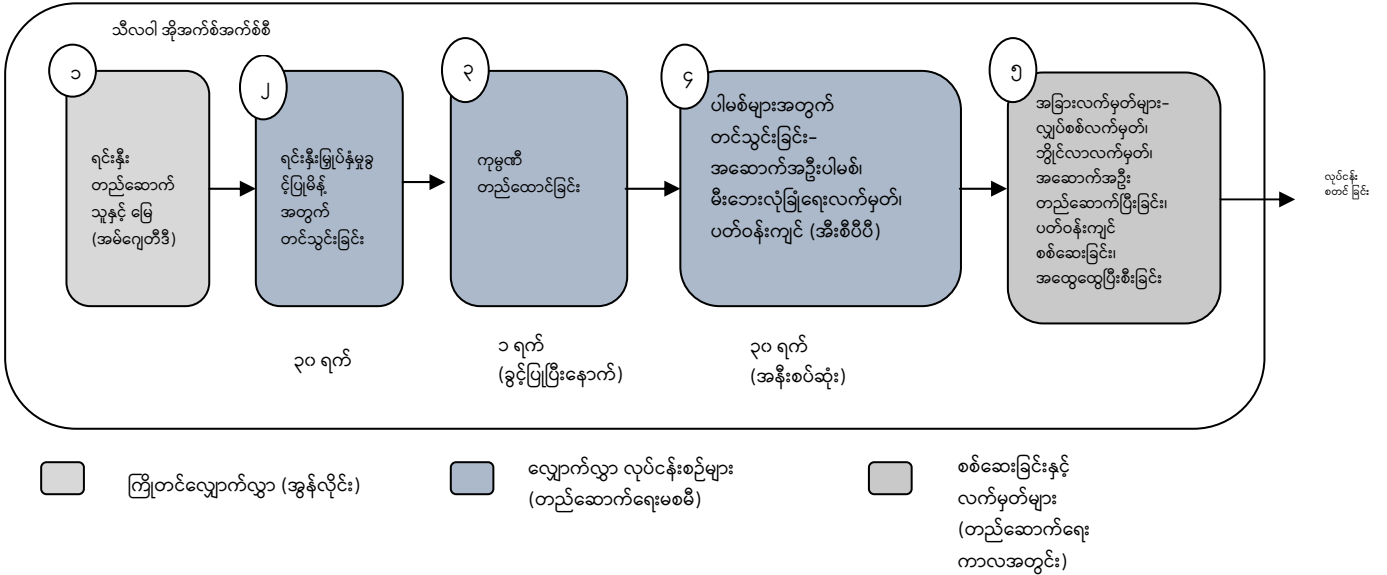 သီလဝါ အိုအက်စ်အက်စ်စီ
၁
ရင်းနှီး
တည်ဆောက်
သူနှင့် မြေ
(အမ်ဂျေတီဒီ)
၂
ရင်းနှီးမြှုပ်နှံမှုခွ
င့်ပြုမိန့်
အတွက်
တင်သွင်းခြင်း
၃၀ ရက်
၃
ကုမ္ပဏီ
တည်ထောင်ခြင်း
၁ ရက်
(ခွင့်ပြုပြီးနောက်)
၄
ပါမစ်များအတွက်
တင်သွင်းခြင်း–
အဆောက်အဦးပါမစ်၊
မီးဘေးလုံခြုံရေးလက်မှတ်၊
ပတ်ဝန်းကျင် (အီးစီပီပီ)
၃၀ ရက်
(အနီးစပ်ဆုံး)
၅
အခြားလက်မှတ်များ–
လျှပ်စစ်လက်မှတ်၊
ဘွိုင်လာလက်မှတ်၊
အဆောက်အဦး
တည်ဆောက်ပြီးခြင်း၊
ပတ်ဝန်းကျင်
စစ်ဆေးခြင်း၊
အထွေထွေပြီးစီးခြင်း
လုပ်ငန်း
စတင်ခြင်း
ကြိုတင်လျှောက်လွှာ (အွန်လိုင်း)
လျှောက်လွှာ လုပ်ငန်းစဉ်များ
(တည်ဆောက်ရေးမစမီ)
စစ်ဆေးခြင်းနှင့်
လက်မှတ်များ
(တည်ဆောက်ရေး
ကာလအတွင်း)